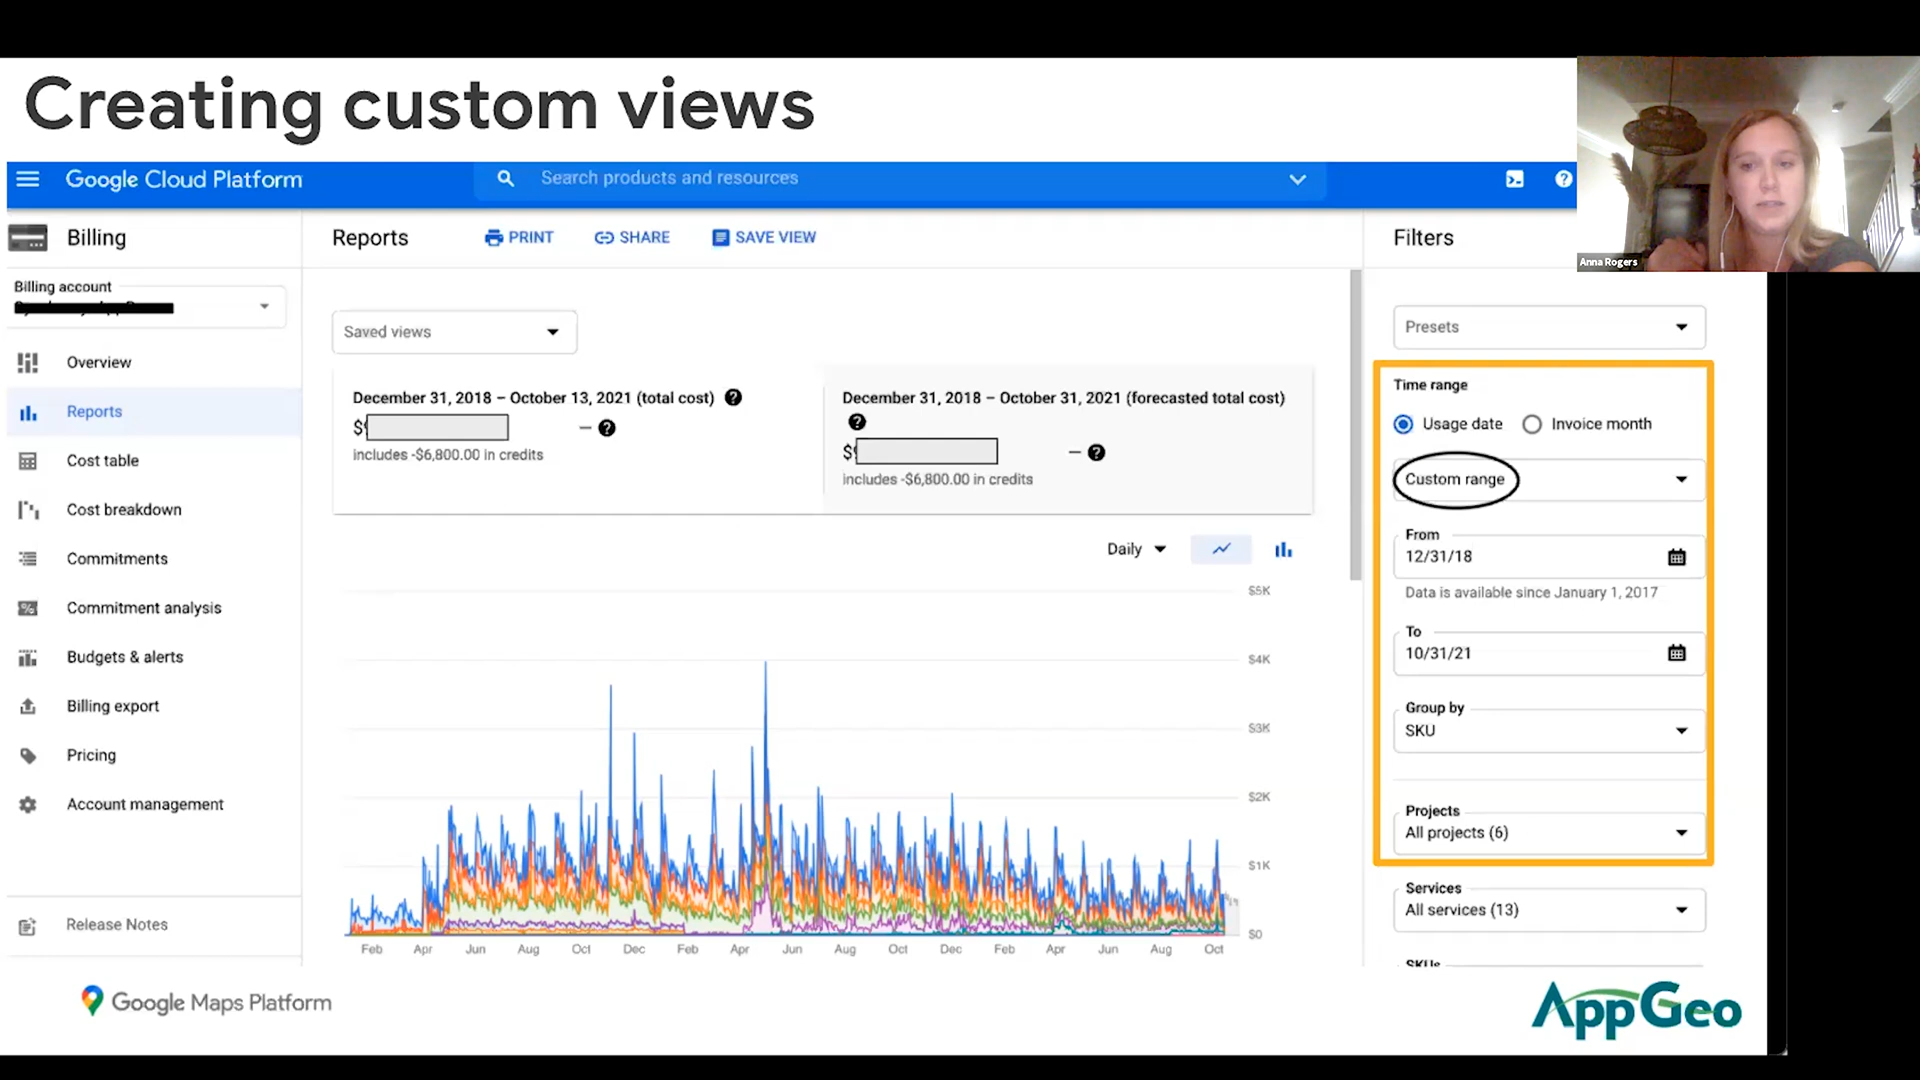 Creating custom views
Google Cloud Platform
Search products and resources
Anna Rogers
Billing
Billing account
Overview
Reports
Cost table
Cost breakdown
Commitments
Commitment analysis
Budgets & alerts
Billing export
Pricing
Account management
Release Notes
Reports
PRINT
SHARE
SAVE VIEW
Saved views
December 31, 2018 – October 13, 2021 (total cost)
$
–
includes -$6,800.00 in credits
December 31, 2018 – October 31, 2021 (forecasted total cost)
$
–
includes -$6,800.00 in credits
Daily
$5K
$4K
$3K
$2K
$1K
$0
Feb Apr Jun Aug Oct Dec Feb Apr Jun Aug Oct Dec Feb Apr Jun Aug Oct
Filters
Presets
Time range
Usage date Invoice month
Custom range
From
12/31/18
Data is available since January 1, 2017
To
10/31/21
Group by
SKU
Projects
All projects (6)
Services
All services (13)
SKUs
Google Maps Platform
AppGeo